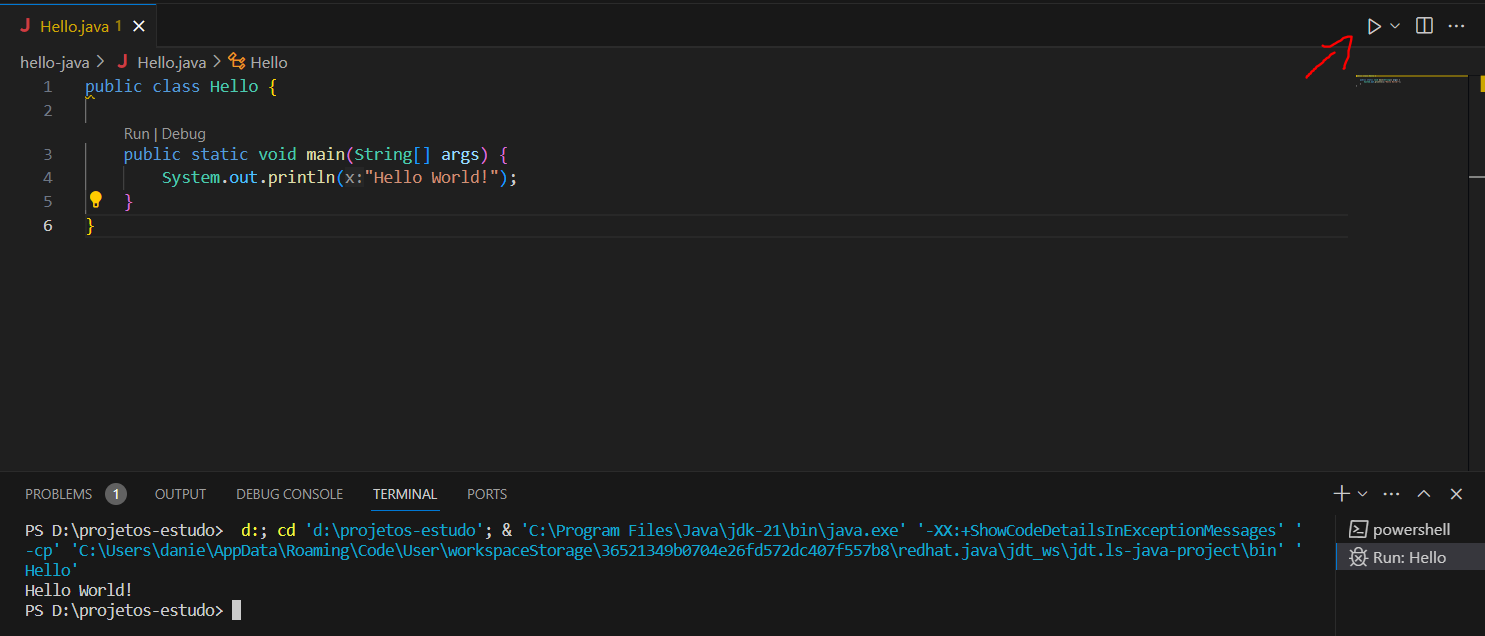 J Hello.java 1
hello-java > J Hello.java > Hello
1 public class Hello {
2
Run | Debug
3 public static void main(String[] args) {
4 System.out.println(x:"Hello World!");
5 }
6 }
PROBLEMS 1 OUTPUT DEBUG CONSOLE TERMINAL PORTS
PS D:\projetos-estudo>  d:; cd 'd:\projetos-estudo'; & 'C:\Program Files\Java\jdk-21\bin\java.exe' '-XX:+ShowCodeDetailsInExceptionMessages' '
-cp' 'C:\Users\danie\AppData\Roaming\Code\User\workspaceStorage\36521349b0704e26fd572dc407f557b8\redhat.java\jdt_ws\jdt.ls-java-project\bin' '
Hello'
Hello World!
PS D:\projetos-estudo>
powershell
Run: Hello